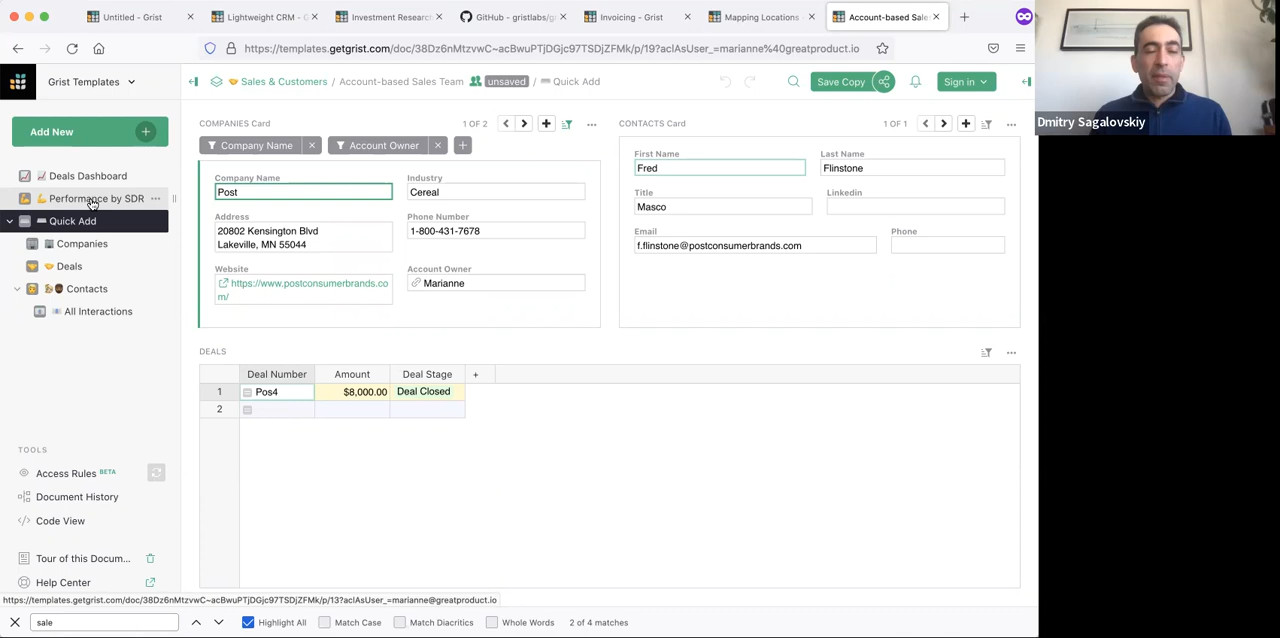 Untitled - Grist
Lightweight CRM - G
Investment Researc
GitHub - gristlabs/g
Invoicing - Grist
Mapping Locations -
Account-based Sale
https://templates.getgrist.com/doc/38Dz6nMtzvwC~acBwuPTjDGjc97TSDjZFMk/p/19?aclAsUser_=marianne%40greatproduct.io
Dmitry Sagalovskiy
Grist Templates
Sales & Customers / Account-based Sales Team unsaved / Quick Add
Save Copy
Sign in
Add New
Deals Dashboard
Performance by SDR
Quick Add
Companies
Deals
Contacts
All Interactions
TOOLS
Access Rules BETA
Document History
Code View
Tour of this Docum...
Help Center
COMPANIES Card
1 OF 2
Company Name
Account Owner
Company Name
Post
Industry
Cereal
Address
20802 Kensington Blvd
Lakeville, MN 55044
Phone Number
1-800-431-7678
Website
https://www.postconsumerbrands.co
m/
Account Owner
Marianne
CONTACTS Card
1 OF 1
First Name
Fred
Last Name
Flinstone
Title
Masco
Linkedin
Email
f.flinstone@postconsumerbrands.com
Phone
DEALS
Deal Number Amount Deal Stage +
1 Pos4 $8,000.00 Deal Closed
2
https://templates.getgrist.com/doc/38Dz6nMtzvwC~acBwuPTjDGjc97TSDjZFMk/p/13?aclAsUser_=marianne@greatproduct.io
sale
Highlight All
Match Case
Match Diacritics
Whole Words
2 of 4 matches